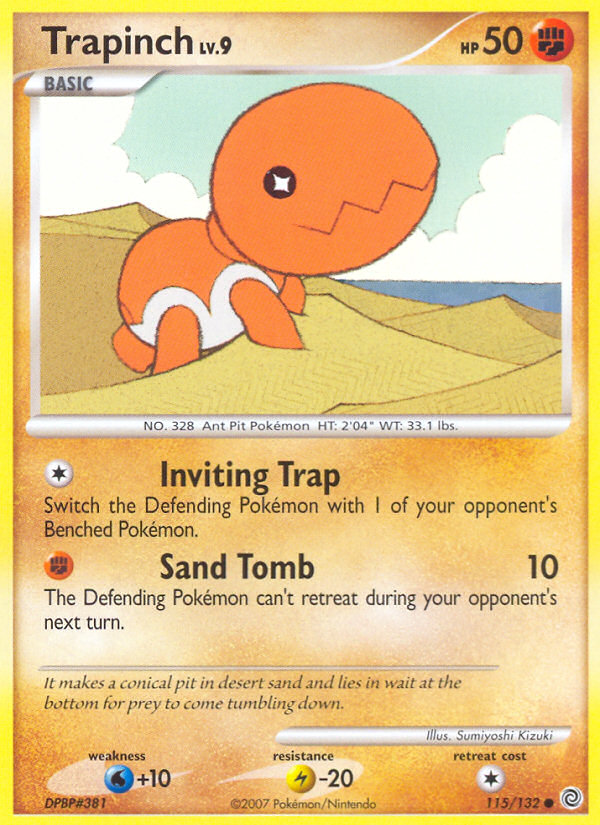 Trapinch LV.9 HP 50
BASIC
NO. 328 Ant Pit Pokémon HT: 2'04" WT: 33.1 lbs.
Inviting Trap
Switch the Defending Pokémon with 1 of your opponent's
Benched Pokémon.
Sand Tomb 10
The Defending Pokémon can't retreat during your opponent's
next turn.
It makes a conical pit in desert sand and lies in wait at the
bottom for prey to come tumbling down.
Illus. Sumiyoshi Kizuki
weakness resistance retreat cost
+10 -20
DPBP#381 ©2007 Pokémon/Nintendo 115/132